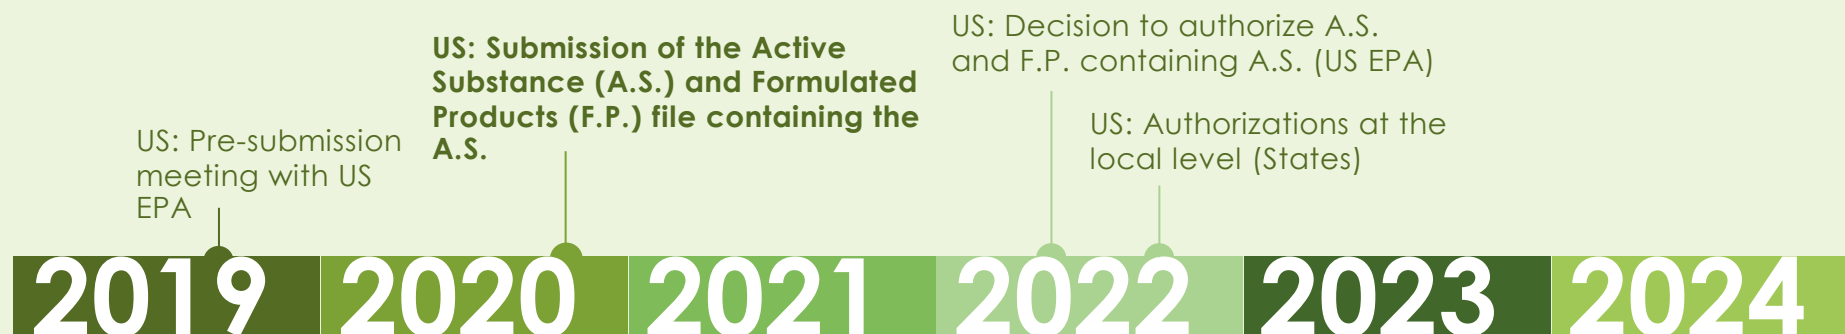 US: Pre-submission
meeting with US
EPA
US: Submission of the Active
Substance (A.S.) and Formulated
Products (F.P.) file containing the
A.S.
US: Decision to authorize A.S.
and F.P. containing A.S. (US EPA)
US: Authorizations at the
local level (States)
2019 2020 2021 2022 2023 2024